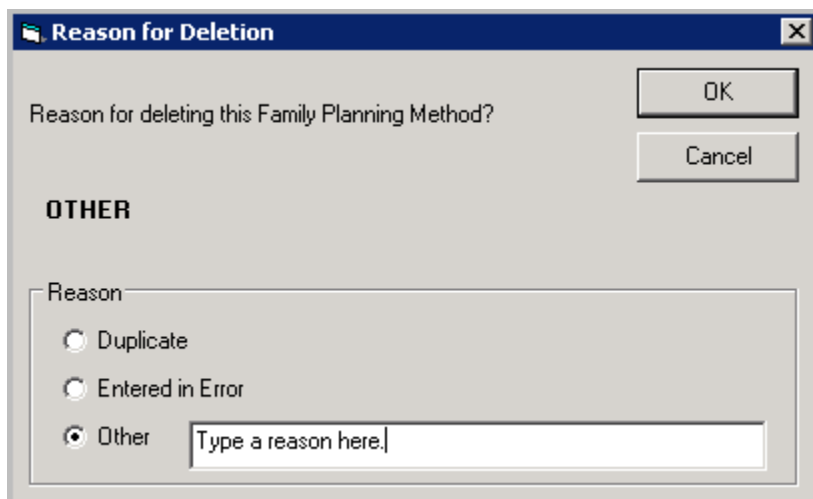 Reason for Deletion
OK
Reason for deleting this Family Planning Method?
Cancel
OTHER
Reason
Duplicate
Entered in Error
Other Type a reason here.